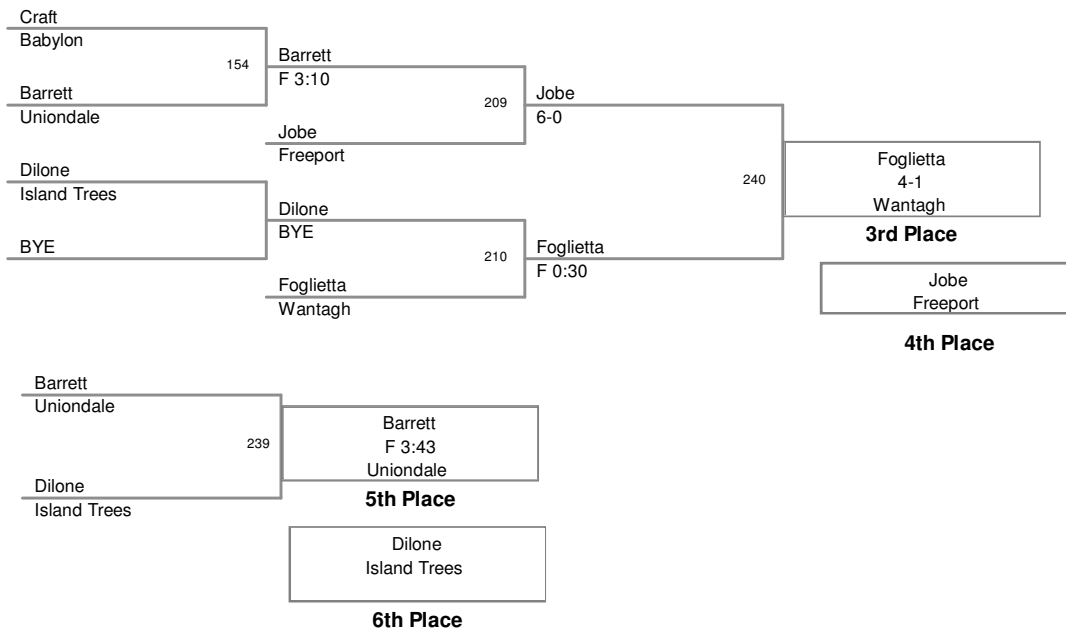 Craft
Babylon
154
Barrett
F 3:10
Barrett
Uniondale
209
Jobe
6-0
Jobe
Freeport
Dilone
Island Trees
240
Foglietta
4-1
Wantagh
3rd Place
Dilone
BYE
BYE
210
Foglietta
F 0:30
Foglietta
Wantagh
Jobe
Freeport
4th Place
Barrett
Uniondale
239
Barrett
F 3:43
Uniondale
5th Place
Dilone
Island Trees
Dilone
Island Trees
6th Place